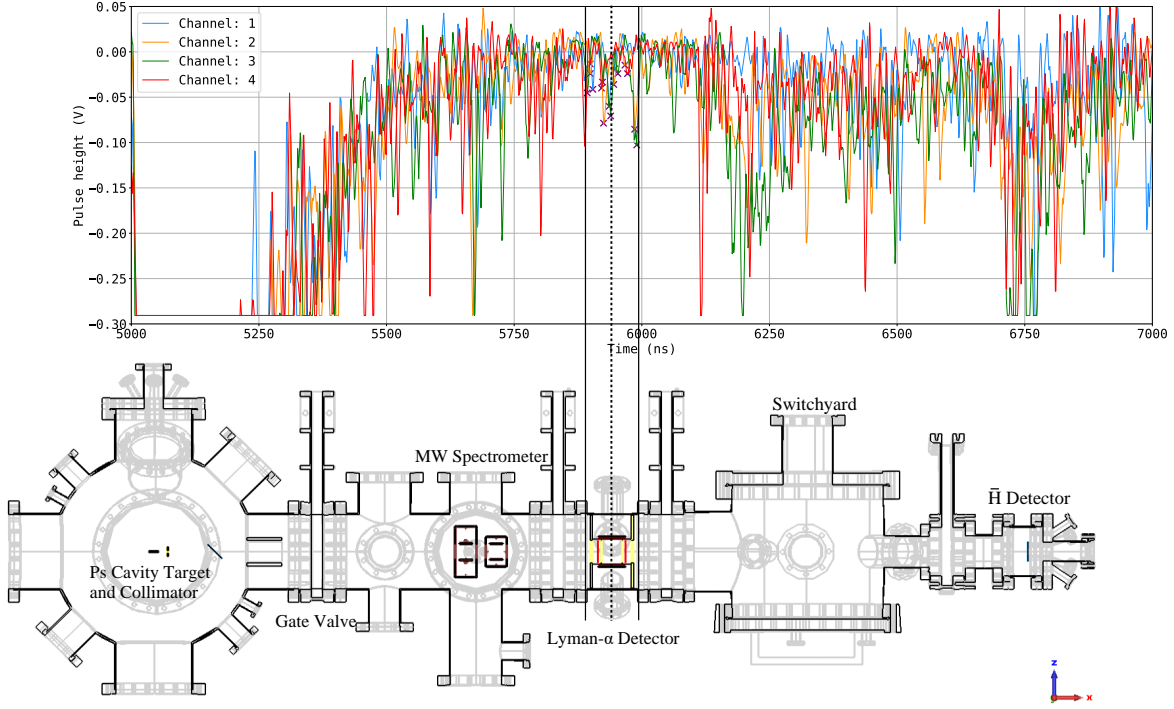 0.05
0.00
−0.05
−0.10
−0.15
−0.20
−0.25
−0.30
Pulse height (V)
Channel: 1
Channel: 2
Channel: 3
Channel: 4
5000
5250
5500
5750
6000
6250
6500
6750
7000
Time (ns)
Switchyard
MW Spectrometer
H̄ Detector
Ps Cavity Target
and Collimator
Gate Valve
Lyman-α Detector
z
x